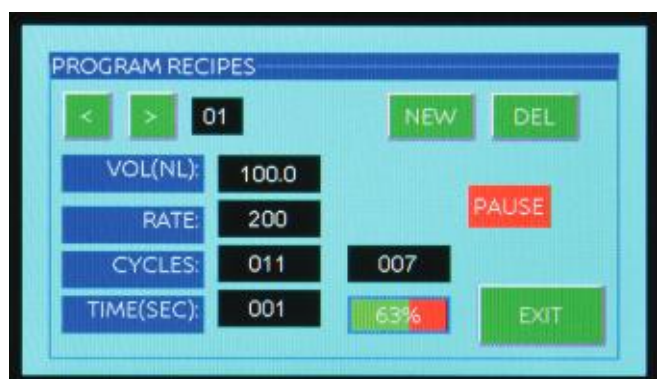 PROGRAM RECIPES
< > 01 NEW DEL
VOL(NL): 100.0
PAUSE
RATE: 200
CYCLES: 011 007
TIME(SEC): 001 63% EXIT